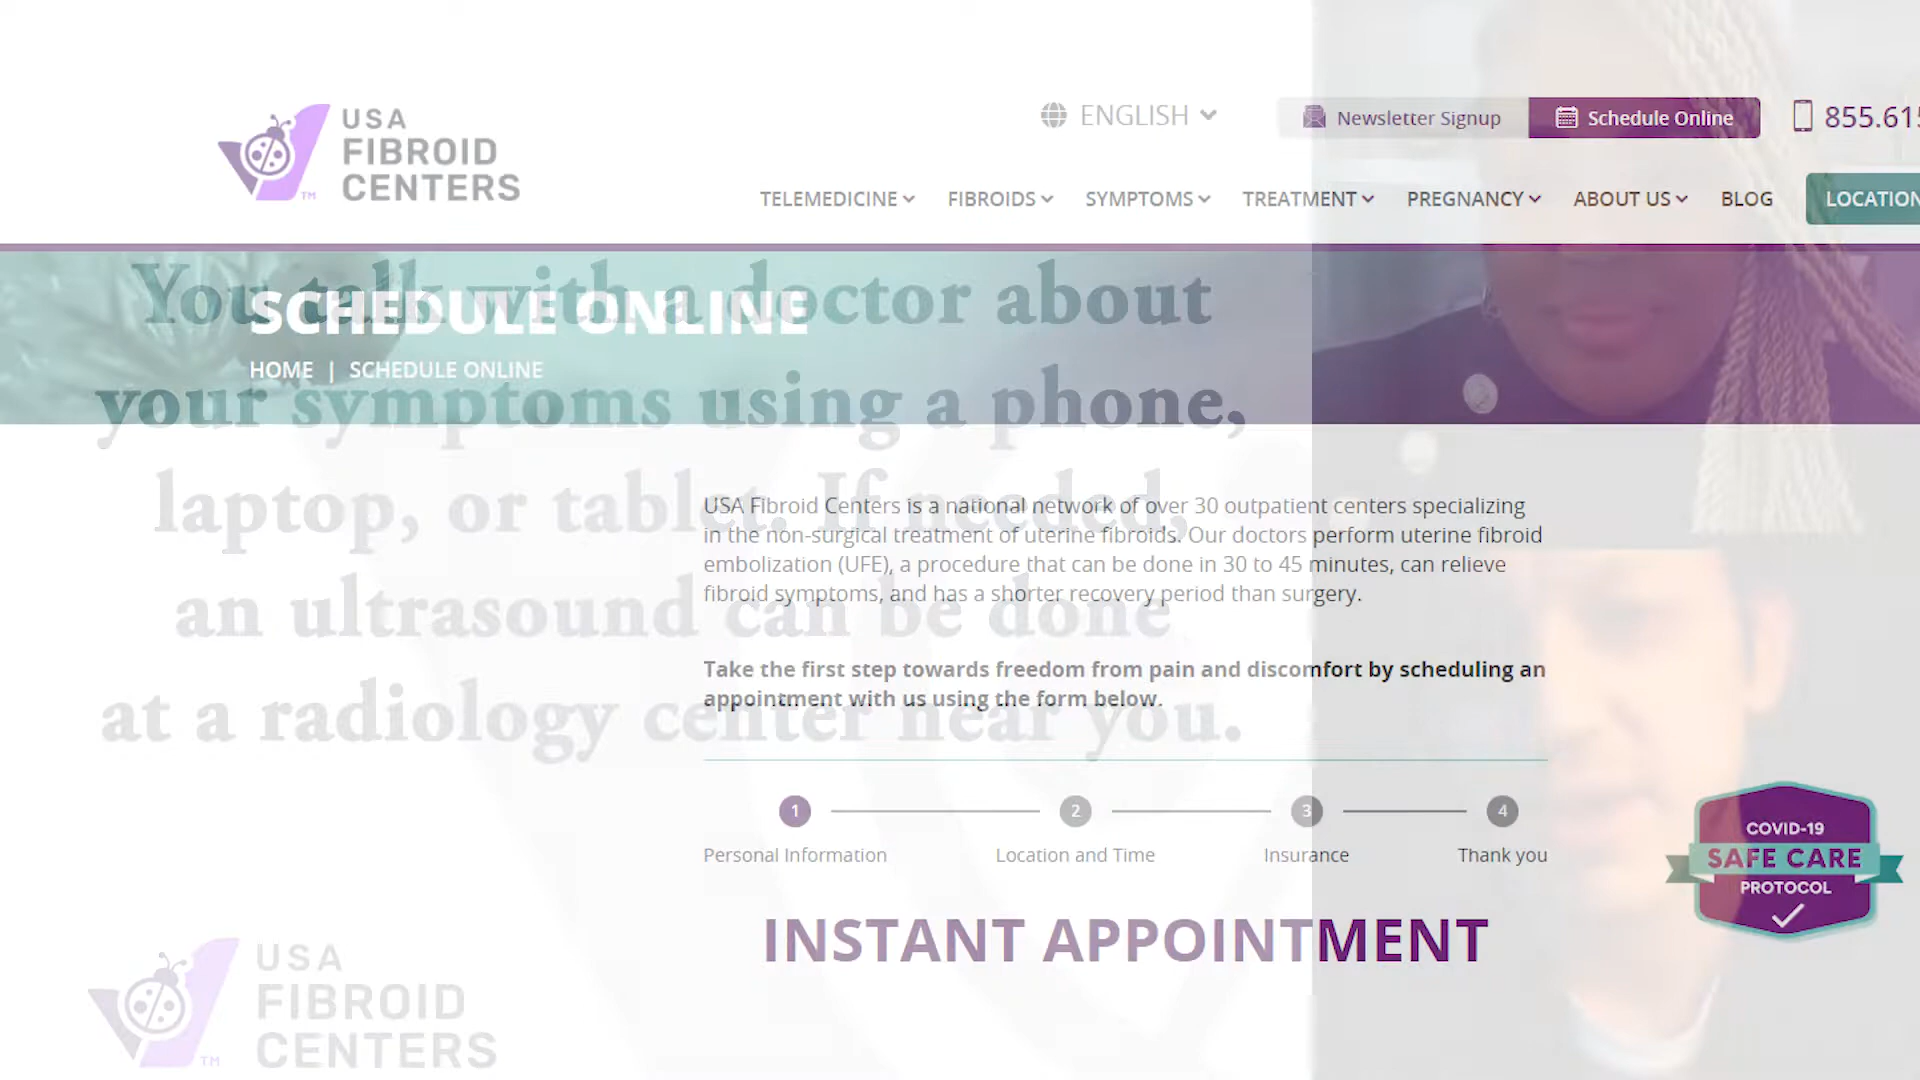 USA
FIBROID
CENTERS
TM
ENGLISH
Newsletter Signup
Schedule Online
855.61
TELEMEDICINE
FIBROIDS
SYMPTOMS
TREATMENT
PREGNANCY
ABOUT US
BLOG
LOCATION
SCHEDULE ONLINE
HOME | SCHEDULE ONLINE
You talk with a doctor about
your symptoms using a phone,
laptop, or tablet. If needed,
an ultrasound can be done
at a radiology center near you.
USA Fibroid Centers is a national network of over 30 outpatient centers specializing
in the non-surgical treatment of uterine fibroids. Our doctors perform uterine fibroid
embolization (UFE), a procedure that can be done in 30 to 45 minutes, can relieve
fibroid symptoms, and has a shorter recovery period than surgery.
Take the first step towards freedom from pain and discomfort by scheduling an
appointment with us using the form below.
1
2
3
4
Personal Information
Location and Time
Insurance
Thank you
INSTANT APPOINTMENT
COVID-19
SAFE CARE
PROTOCOL
USA
FIBROID
CENTERS
TM